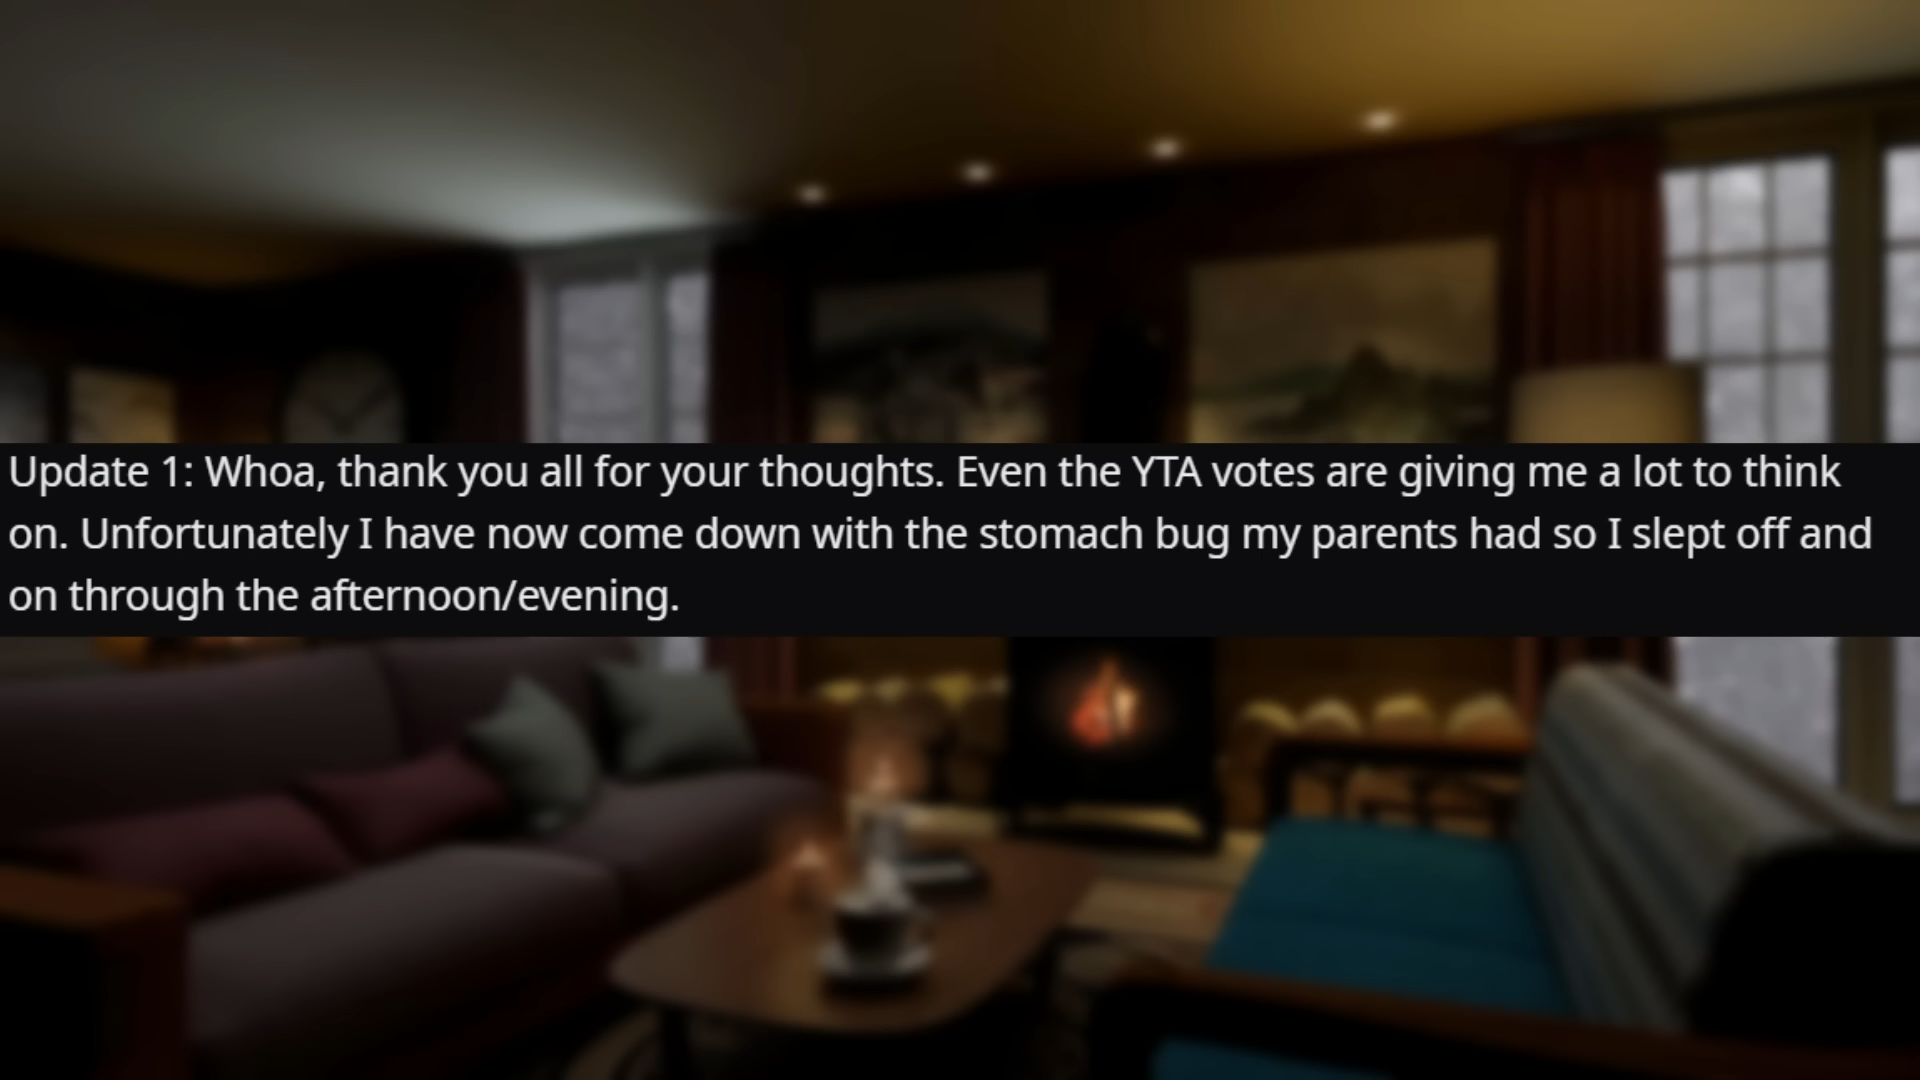 Update 1: Whoa, thank you all for your thoughts. Even the YTA votes are giving me a lot to think
on. Unfortunately I have now come down with the stomach bug my parents had so I slept off and
on through the afternoon/evening.